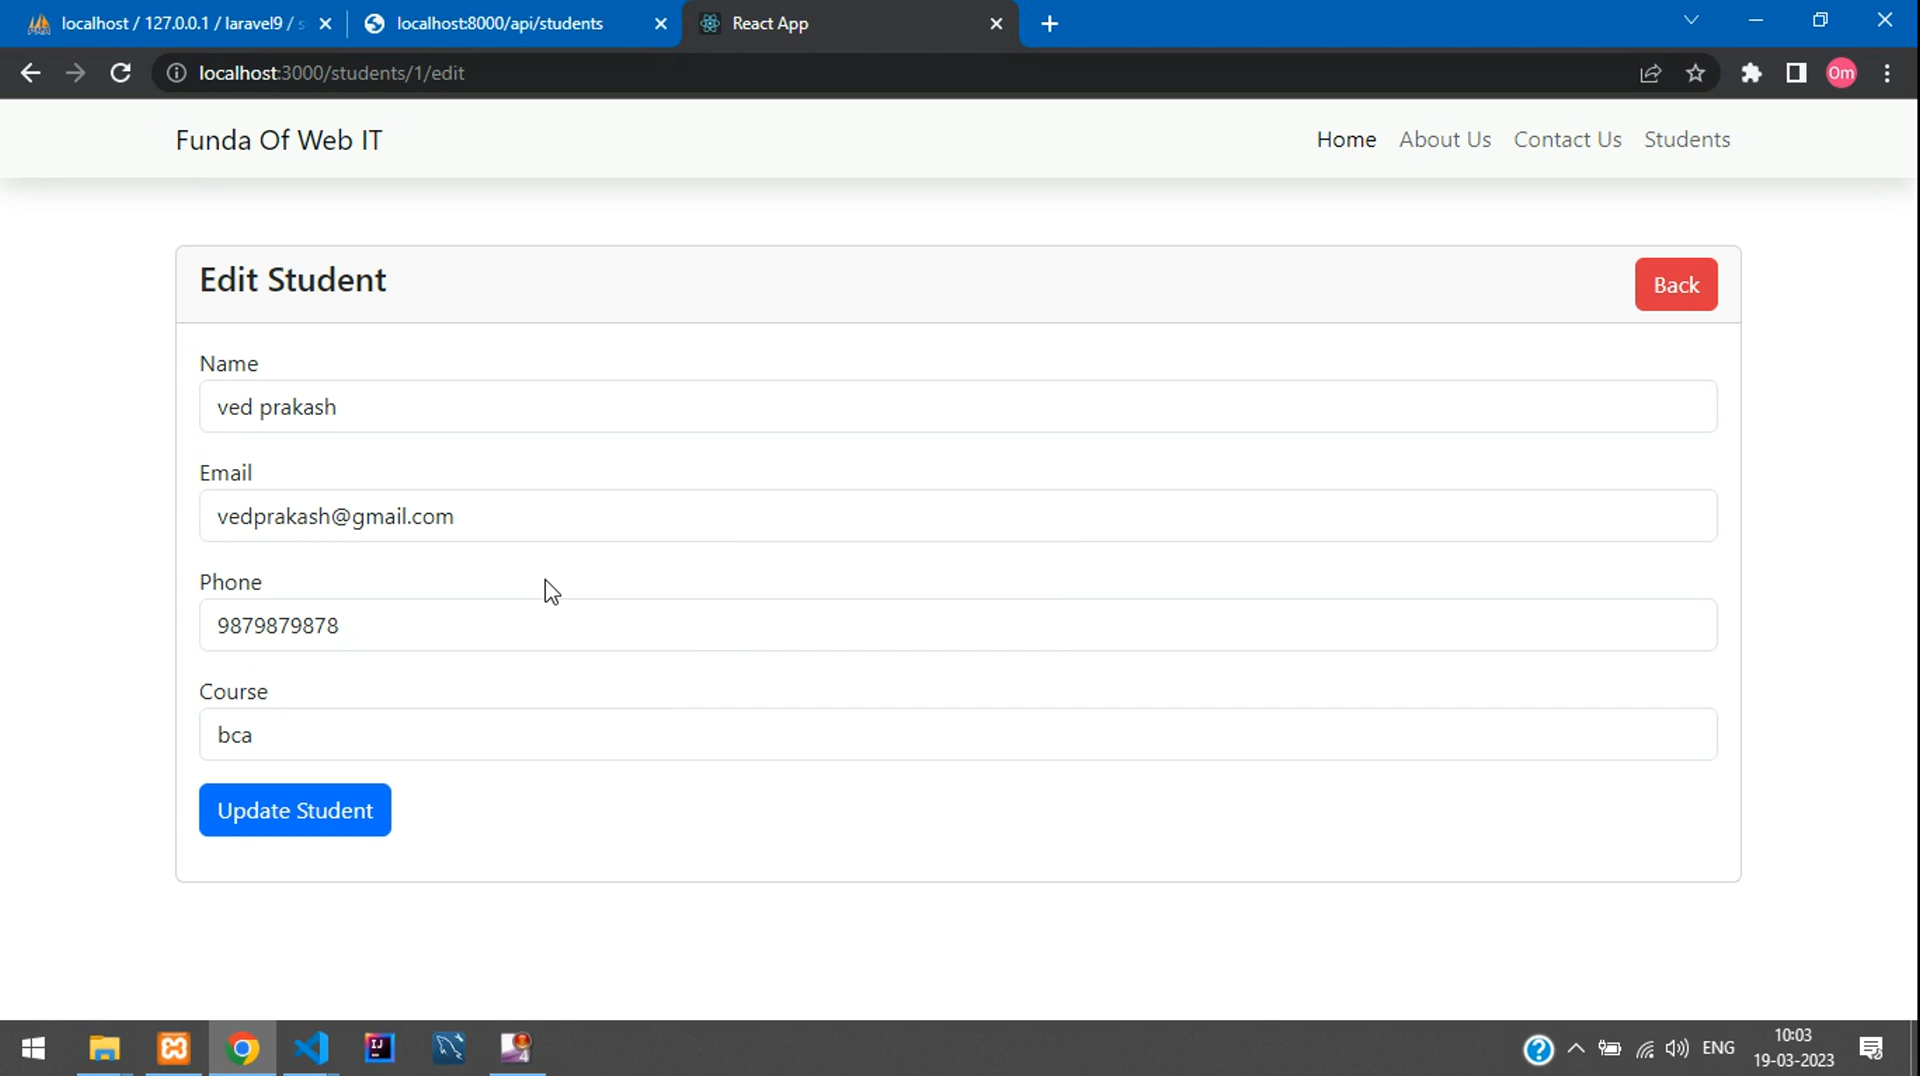 localhost / 127.0.0.1 / laravel9 /
localhost:8000/api/students
React App
localhost:3000/students/1/edit
Om
Funda Of Web IT
Home
About Us
Contact Us
Students
Edit Student
Back
Name
ved prakash
Email
vedprakash@gmail.com
Phone
9879879878
Course
bca
Update Student
IJ
4
ENG
10:03
19-03-2023